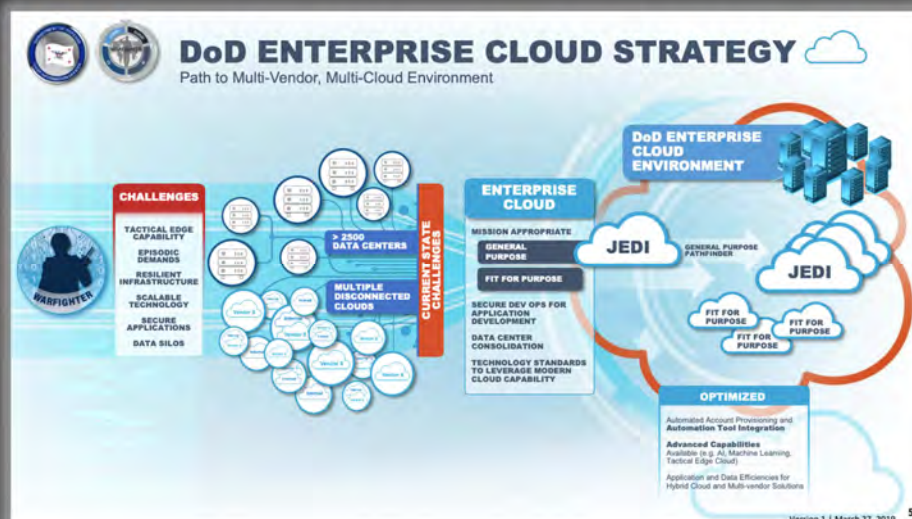 DoD ENTERPRISE CLOUD STRATEGY
Path to Multi-Vendor, Multi-Cloud Environment
WARFIGHTER
CHALLENGES
TACTICAL EDGE
CAPABILITY
EPISODIC
DEMANDS
RESILIENT
INFRASTRUCTURE
SCALABLE
TECHNOLOGY
SECURE
APPLICATIONS
DATA SILOS
> 2500
DATA CENTERS
MULTIPLE
DISCONNECTED
CLOUDS
CURRENT STATE
CHALLENGES
ENTERPRISE
CLOUD
MISSION APPROPRIATE
GENERAL
PURPOSE
FIT FOR PURPOSE
SECURE DEV OPS FOR
APPLICATION
DEVELOPMENT
DATA CENTER
CONSOLIDATION
TECHNOLOGY STANDARDS
TO LEVERAGE MODERN
CLOUD CAPABILITY
DoD ENTERPRISE
CLOUD
ENVIRONMENT
JEDI
GENERAL PURPOSE
PATHFINDER
JEDI
FIT FOR
PURPOSE
FIT FOR
PURPOSE
FIT FOR
PURPOSE
OPTIMIZED
Automated Account Provisioning and
Automation Tool Integration
Advanced Capabilities
Available (e.g. AI, Machine Learning,
Tactical Edge Cloud)
Application and Data Efficiencies for
Hybrid Cloud and Multi-vendor Solutions
Version 1 | March 27, 2019
5